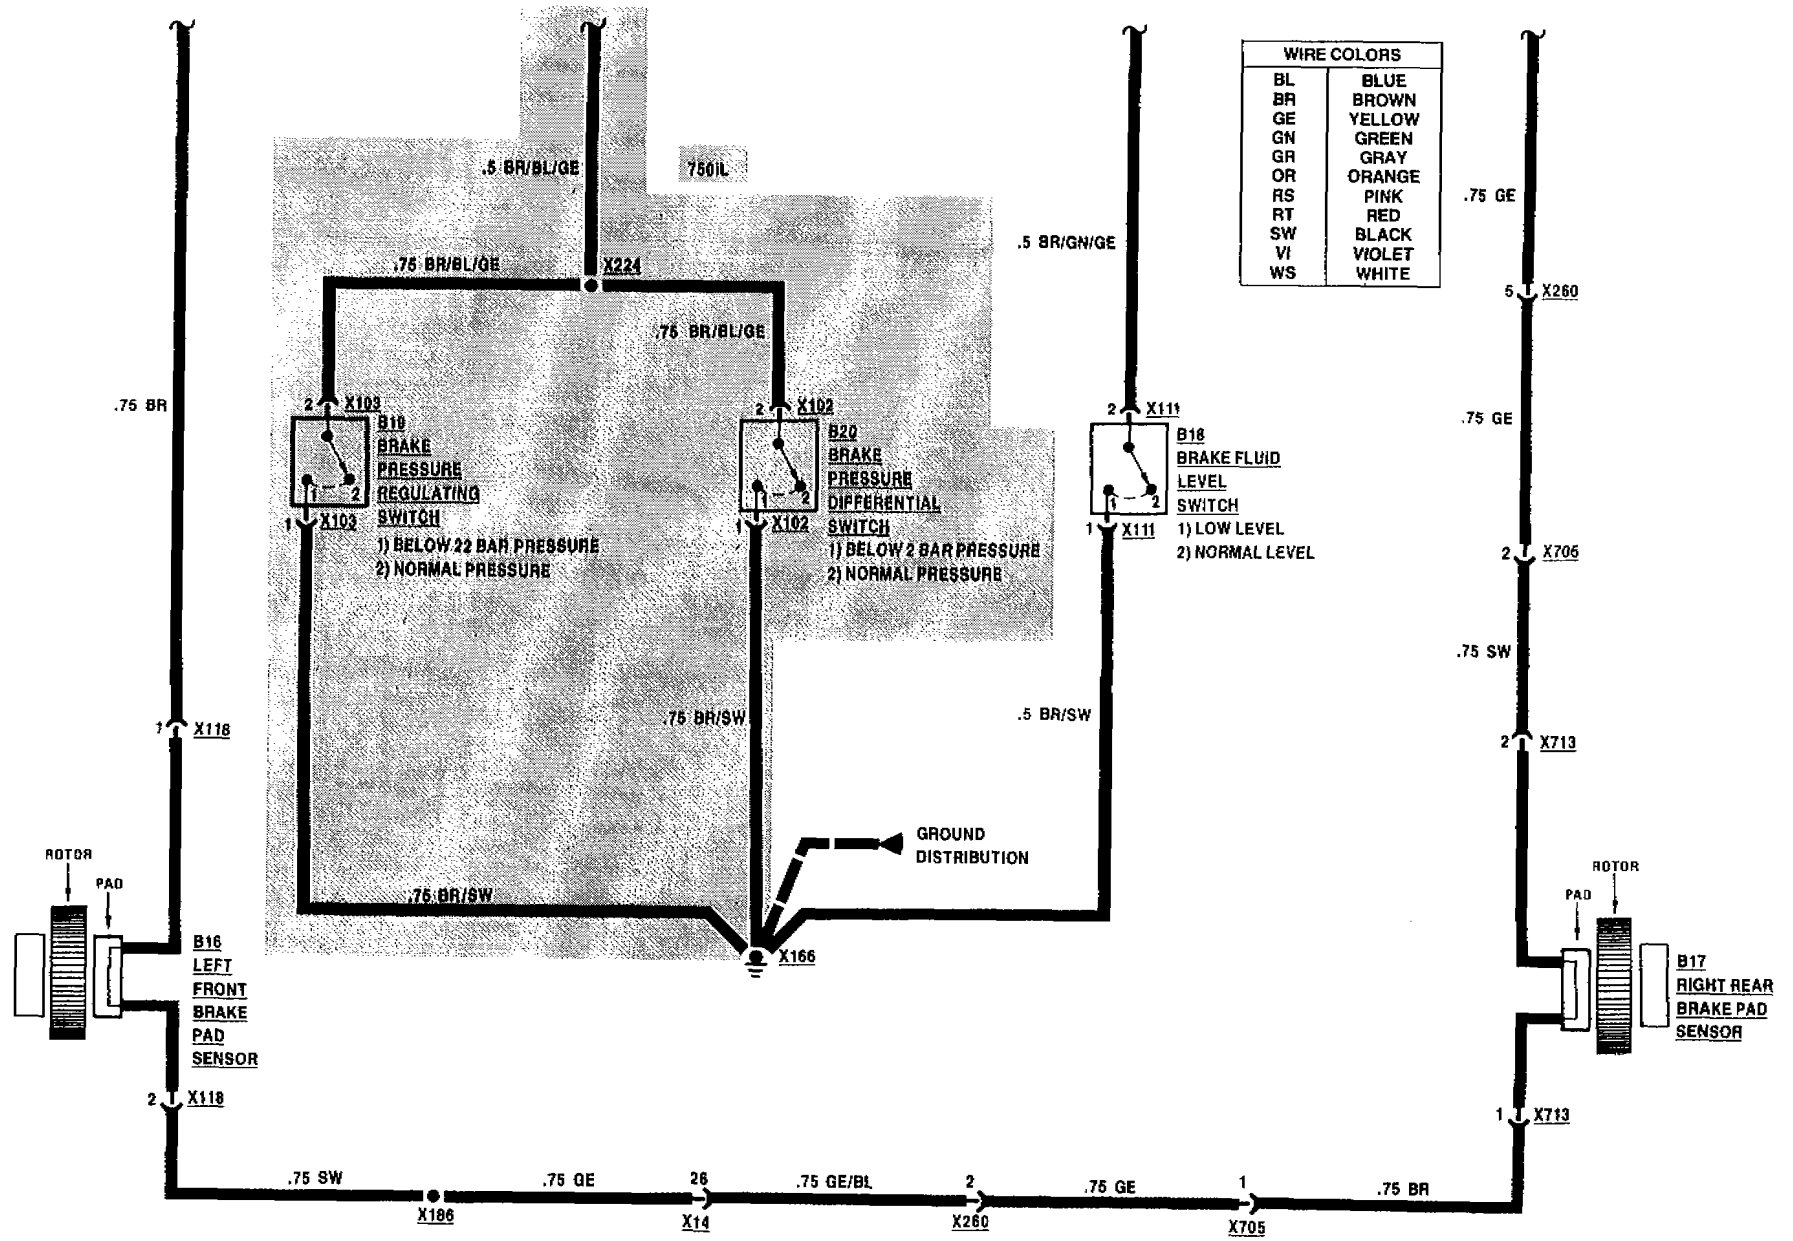 WIRE COLORS
BL BLUE
BR BROWN
GE YELLOW
GN GREEN
GR GRAY
OR ORANGE
RS PINK
RT RED
SW BLACK
VI VIOLET
WS WHITE
.5 BR/BL/GE
750iL
.75 GE
.5 BR/GN/GE
.75 BR/BL/GE
X224
5 X260
.75 BR/BL/GE
.75 BR
.75 GE
2 X103
B19
BRAKE
PRESSURE
REGULATING
SWITCH
1 2
1 X103
1) BELOW 22 BAR PRESSURE
2) NORMAL PRESSURE
2 X102
B20
BRAKE
PRESSURE
DIFFERENTIAL
SWITCH
1 2
1 X102
1) BELOW 2 BAR PRESSURE
2) NORMAL PRESSURE
2 X111
B18
BRAKE FLUID
LEVEL
SWITCH
1 2
1 X111
1) LOW LEVEL
2) NORMAL LEVEL
2 X705
.75 SW
.75 BR/SW
.5 BR/SW
1 X118
2 X713
GROUND
DISTRIBUTION
ROTOR
PAD
.75 BR/SW
ROTOR
PAD
X166
B16
LEFT
FRONT
BRAKE
PAD
SENSOR
B17
RIGHT REAR
BRAKE PAD
SENSOR
2 X118
1 X713
.75 SW
.75 GE
26
.75 GE/BL
2
.75 GE
1
.75 BR
X186
X14
X260
X705